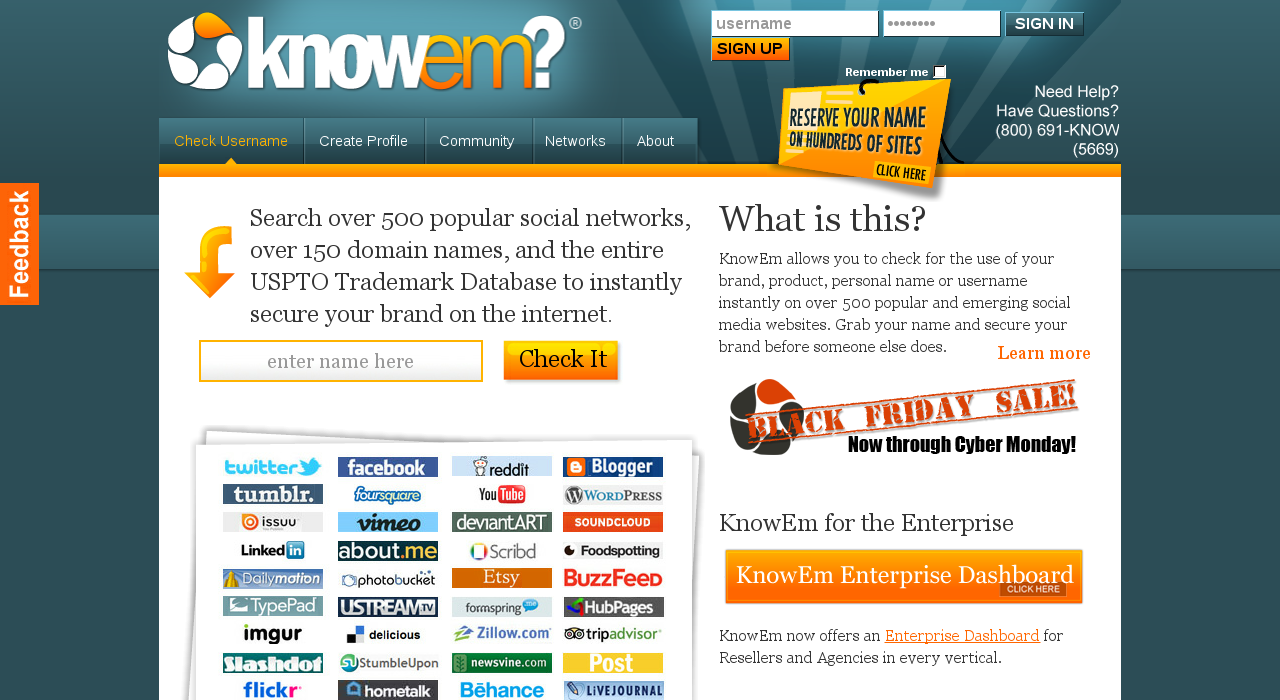 knowem?®
username
••••••••
SIGN IN
SIGN UP
Remember me
RESERVE YOUR NAME
ON HUNDREDS OF SITES
CLICK HERE
Need Help?
Have Questions?
(800) 691-KNOW
(5669)
Check Username
Create Profile
Community
Networks
About
Feedback
Search over 500 popular social networks,
over 150 domain names, and the entire
USPTO Trademark Database to instantly
secure your brand on the internet.
enter name here
Check It
twitter facebook reddit Blogger
tumblr. foursquare YouTube WORDPRESS
issuu vimeo deviantART SOUNDCLOUD
Linked in about.me Scribd Foodspotting
Dailymotion photobucket Etsy BuzzFeed
TypePad USTREAM.TV formspring HubPages
imgur delicious Zillow.com tripadvisor
Slashdot StumbleUpon newsvine.com Post
flickr hometalk Bēhance LIVEJOURNAL
What is this?
KnowEm allows you to check for the use of your
brand, product, personal name or username
instantly on over 500 popular and emerging social
media websites. Grab your name and secure your
brand before someone else does.
Learn more
BLACK FRIDAY SALE!
Now through Cyber Monday!
KnowEm for the Enterprise
KnowEm Enterprise Dashboard
CLICK HERE
KnowEm now offers an Enterprise Dashboard for
Resellers and Agencies in every vertical.